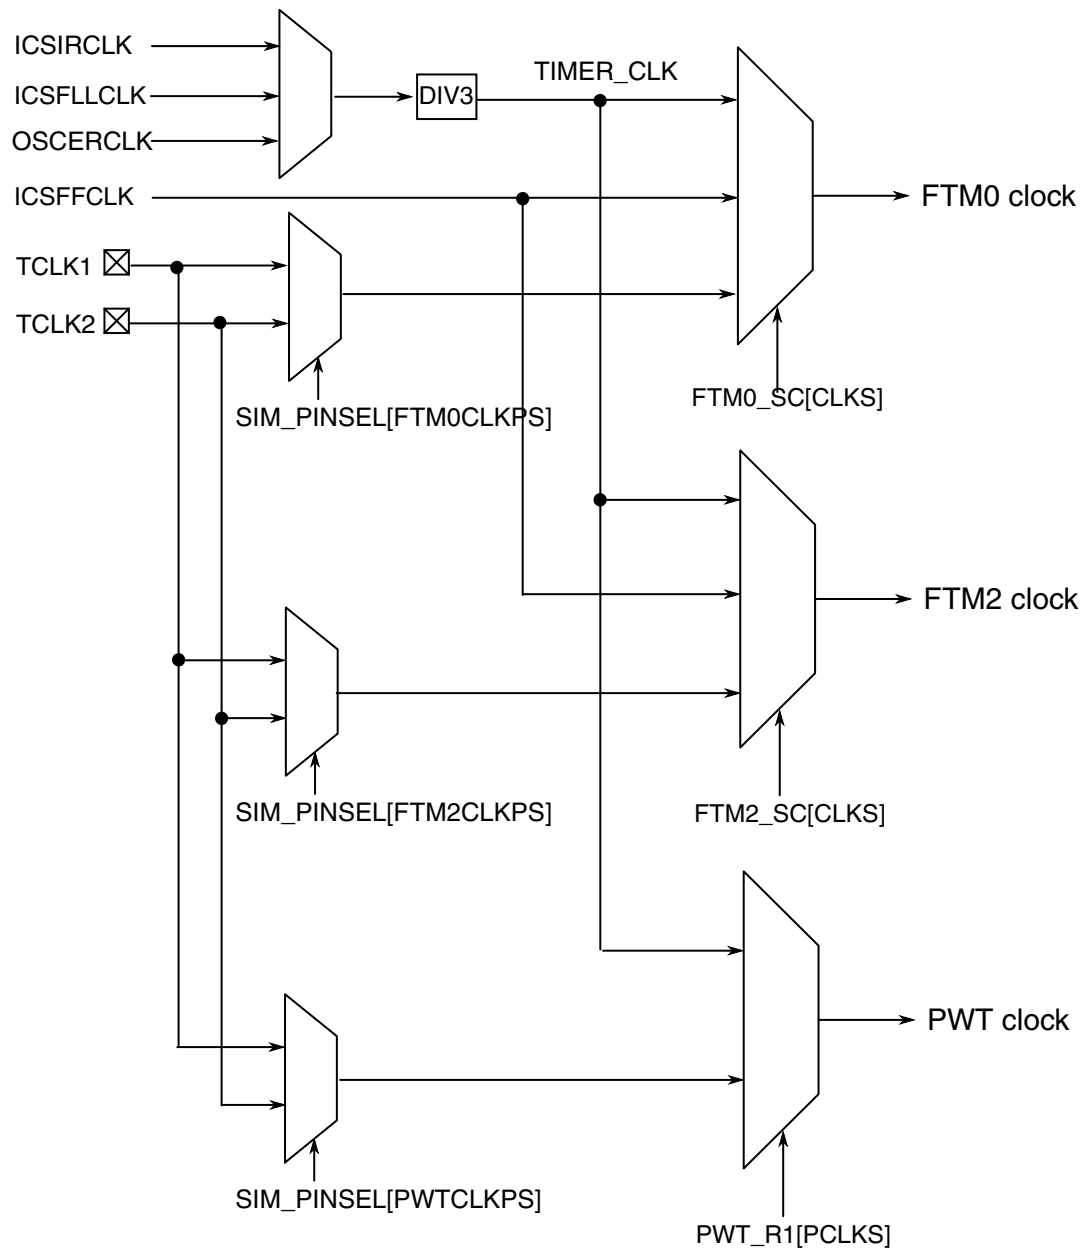 ICSIRCLK
TIMER_CLK
ICSFLLCLK
DIV3
OSCERCLK
ICSFFCLK
FTM0 clock
TCLK1
TCLK2
FTM0_SC[CLKS]
SIM_PINSEL[FTM0CLKPS]
FTM2 clock
SIM_PINSEL[FTM2CLKPS]
FTM2_SC[CLKS]
PWT clock
SIM_PINSEL[PWTCLKPS]
PWT_R1[PCLKS]